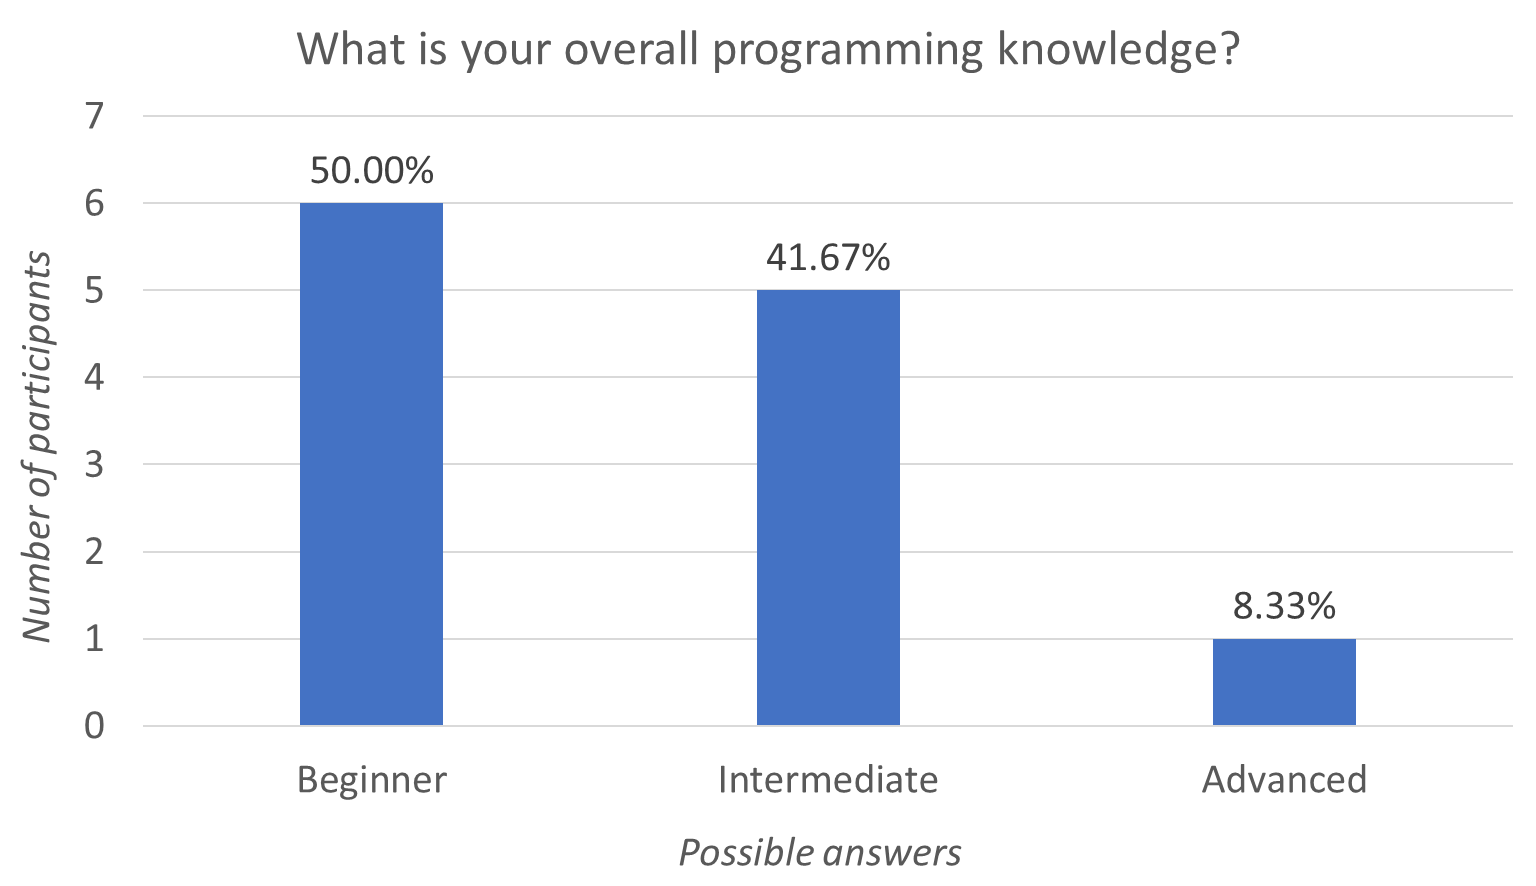 What is your overall programming knowledge?
7
6
5
4
3
2
1
0
Number of participants
50.00%
41.67%
8.33%
Beginner
Intermediate
Advanced
Possible answers